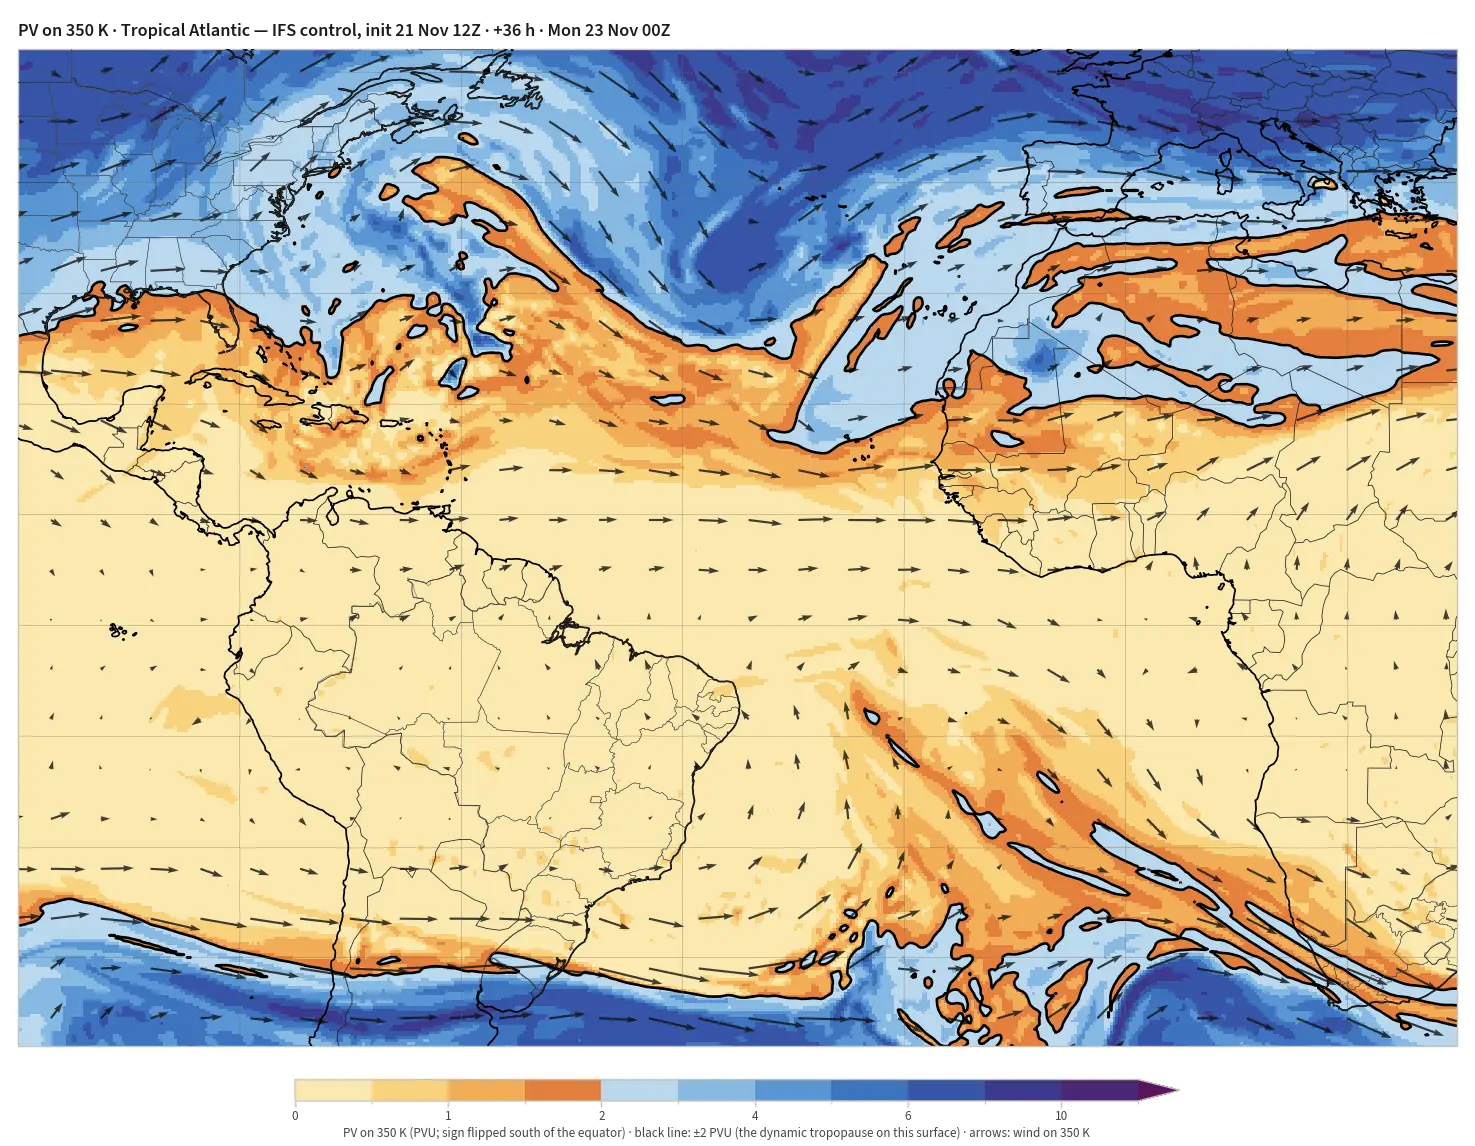 PV on 350 K · Tropical Atlantic — IFS control, init 21 Nov 12Z · +36 h · Mon 23 Nov 00Z
0 1 2 4 6 8 10
PV on 350 K (PVU; sign flipped south of the equator) · black line: ±2 PVU (the dynamic tropopause on this surface) · arrows: wind on 350 K